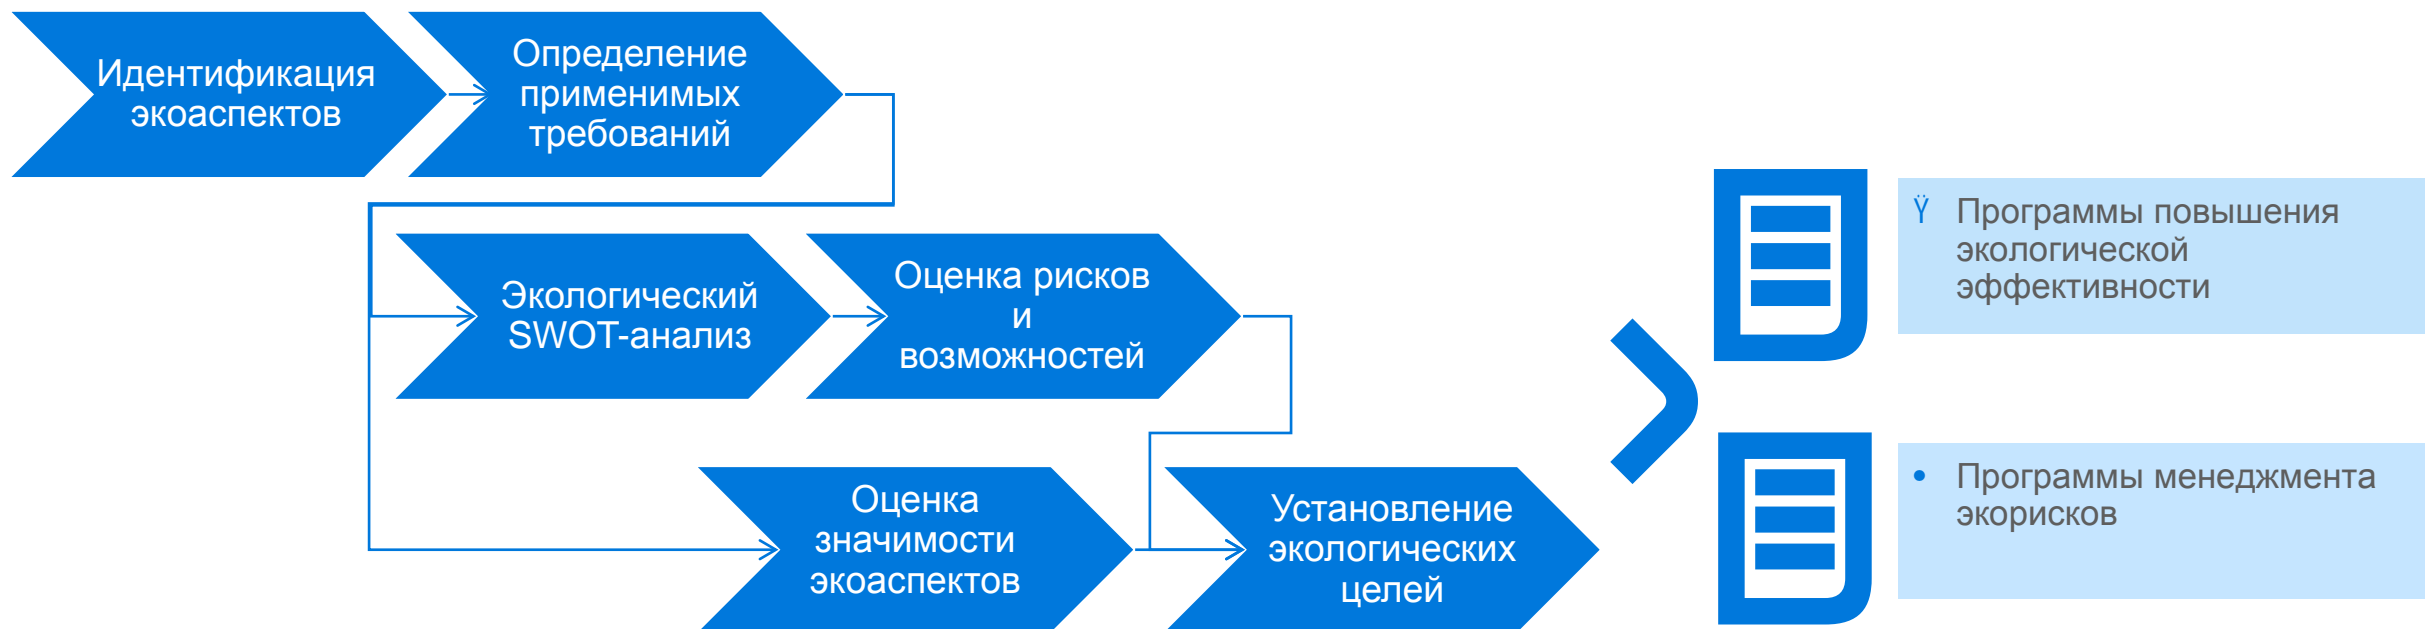 Идентификация
экоаспектов
Определение
применимых
требований
Экологический
SWOT-анализ
Оценка рисков
и
возможностей
Оценка
значимости
экоаспектов
Установление
экологических
целей
Ÿ Программы повышения
экологической
эффективности
• Программы менеджмента
экорисков